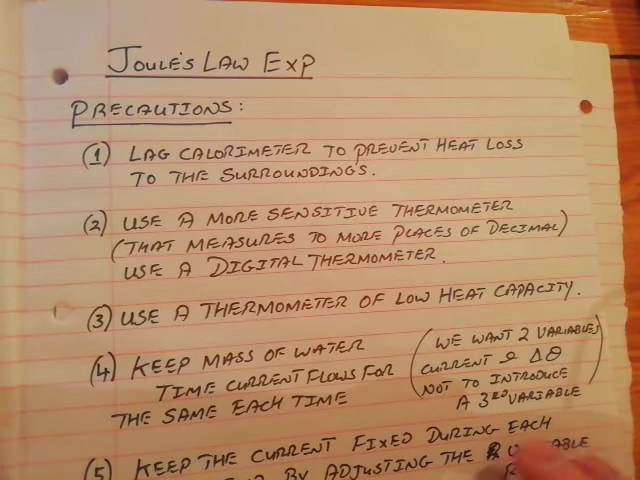 JOULE'S LAW EXP
PRECAUTIONS:
(1) LAG CALORIMETER TO PREVENT HEAT LOSS
TO THE SURROUNDINGS.
(2) USE A MORE SENSITIVE THERMOMETER
(THAT MEASURES TO MORE PLACES OF DECIMAL)
USE A DIGITAL THERMOMETER.
(3) USE A THERMOMETER OF LOW HEAT CAPACITY.
(4) KEEP MASS OF WATER
TIME CURRENT FLOWS FOR
THE SAME EACH TIME
(WE WANT 2 VARIABLES
CURRENT & Δθ
NOT TO INTRODUCE
A 3RD VARIABLE)
(5) KEEP THE CURRENT FIXED DURING EACH
BY ADJUSTING THE